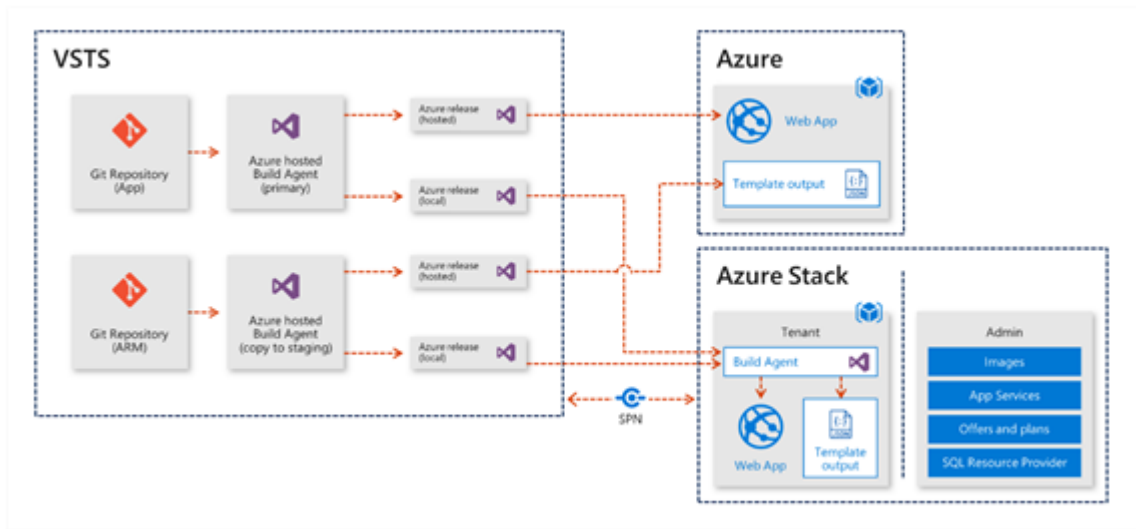 VSTS
Git Repository
(App)
Azure hosted
Build Agent
(primary)
Azure release
(hosted)
Azure release
(local)
Git Repository
(ARM)
Azure hosted
Build Agent
(copy to staging)
Azure release
(hosted)
Azure release
(local)
SPN
Azure
Web App
Template output
{:}
JSON
Azure Stack
Tenant
Build Agent
Web App
{:}
JSON
Template
output
Admin
Images
App Services
Offers and plans
SQL Resource Provider